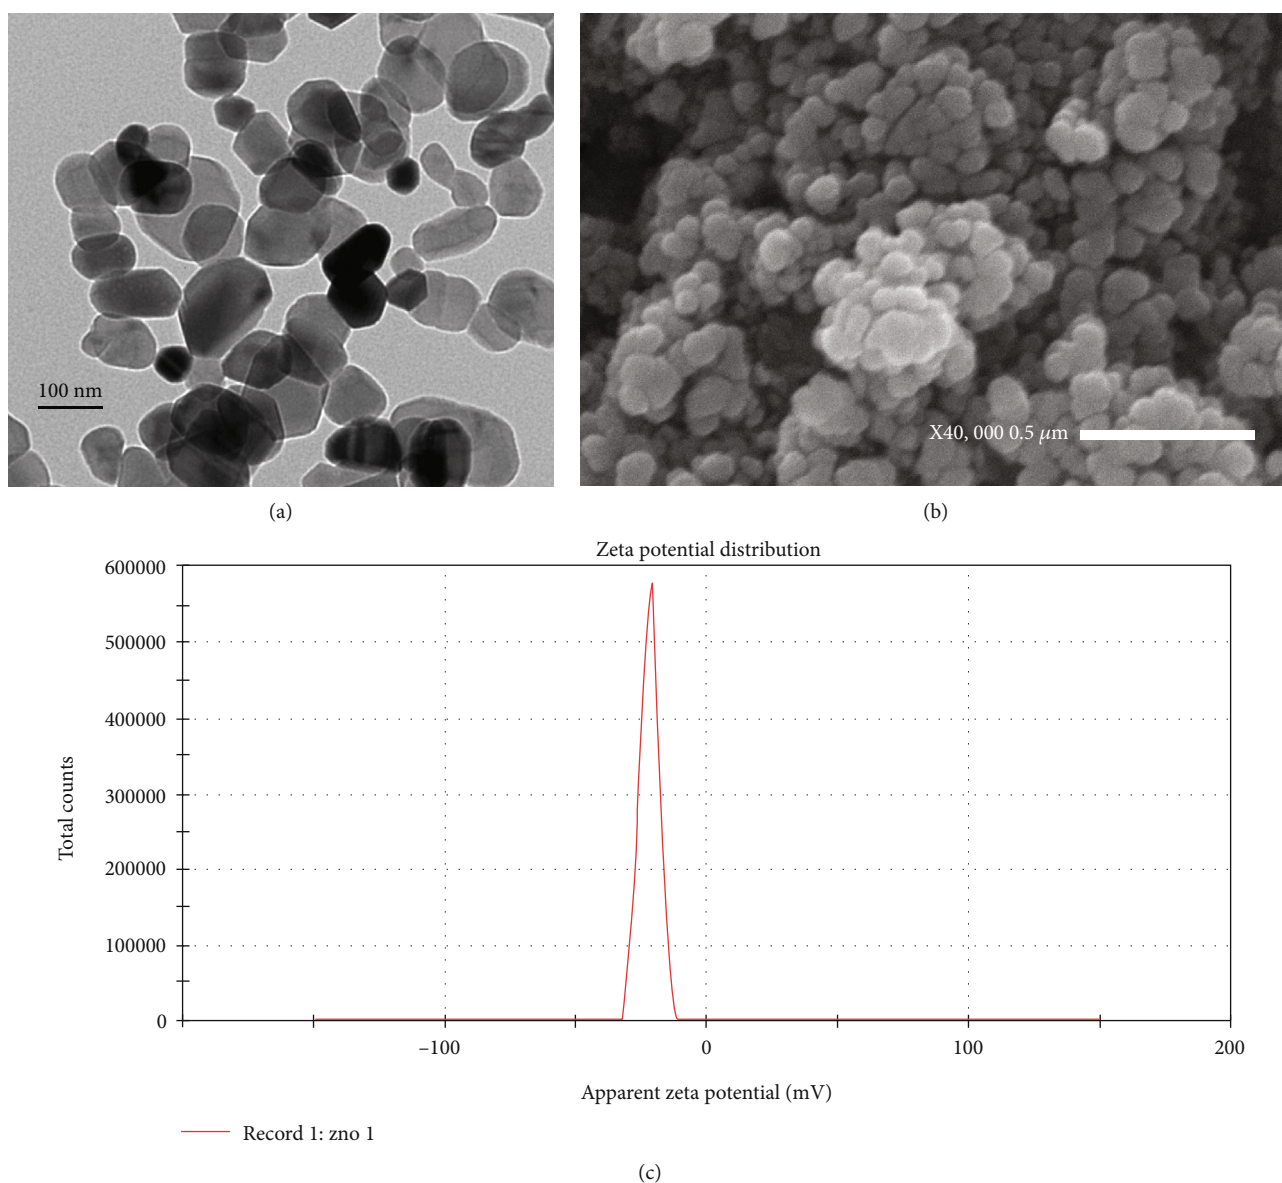 100 nm
X40, 000 0.5 μm
(a)
(b)
Zeta potential distribution
600000
500000
400000
300000
200000
100000
0
Total counts
–100
0
100
200
Apparent zeta potential (mV)
Record 1: zno 1
(c)